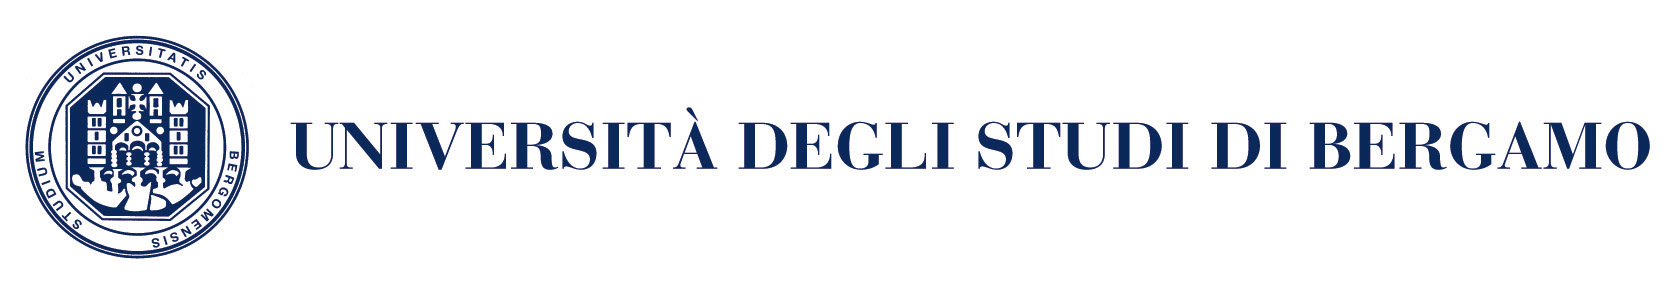 STUDIUM UNIVERSITATIS BERGOMENSIS
UNIVERSITÀ DEGLI STUDI DI BERGAMO